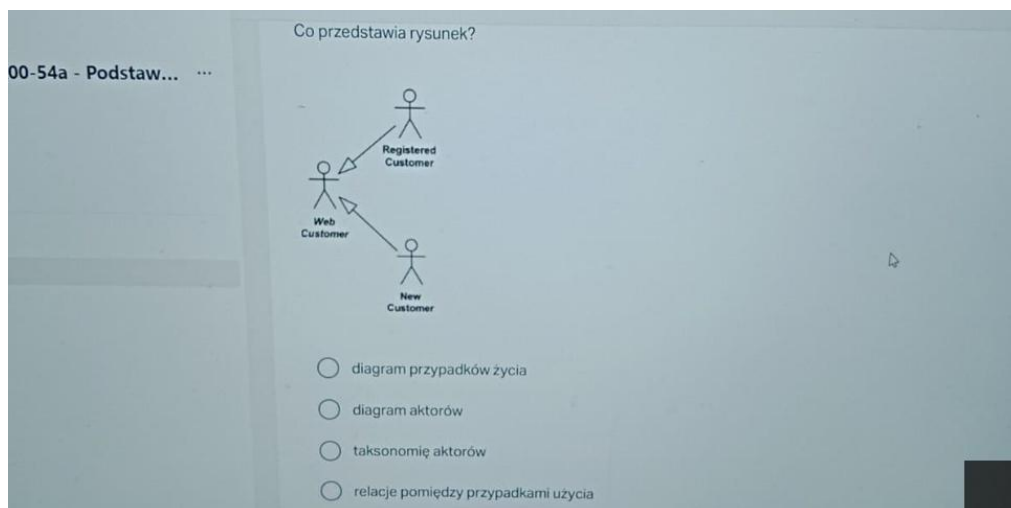 Co przedstawia rysunek?
00-54a - Podstaw... ...
Registered
Customer
Web
Customer
New
Customer
diagram przypadków życia
diagram aktorów
taksonomię aktorów
relacje pomiędzy przypadkami użycia